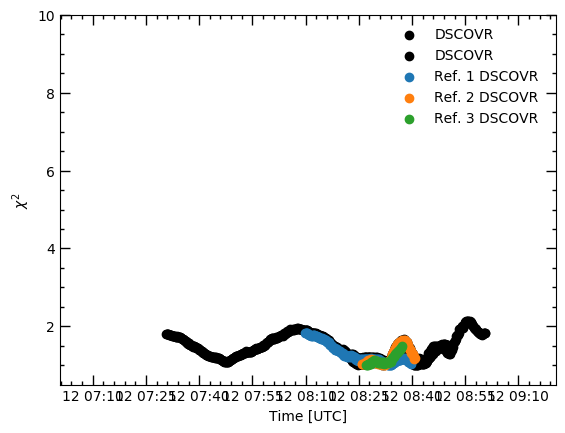 10
8
6
4
2
χ²
DSCOVR
DSCOVR
Ref. 1 DSCOVR
Ref. 2 DSCOVR
Ref. 3 DSCOVR
12 07:10 12 07:25 12 07:40 12 07:55 12 08:10 12 08:25 12 08:40 12 08:55 12 09:10
Time [UTC]